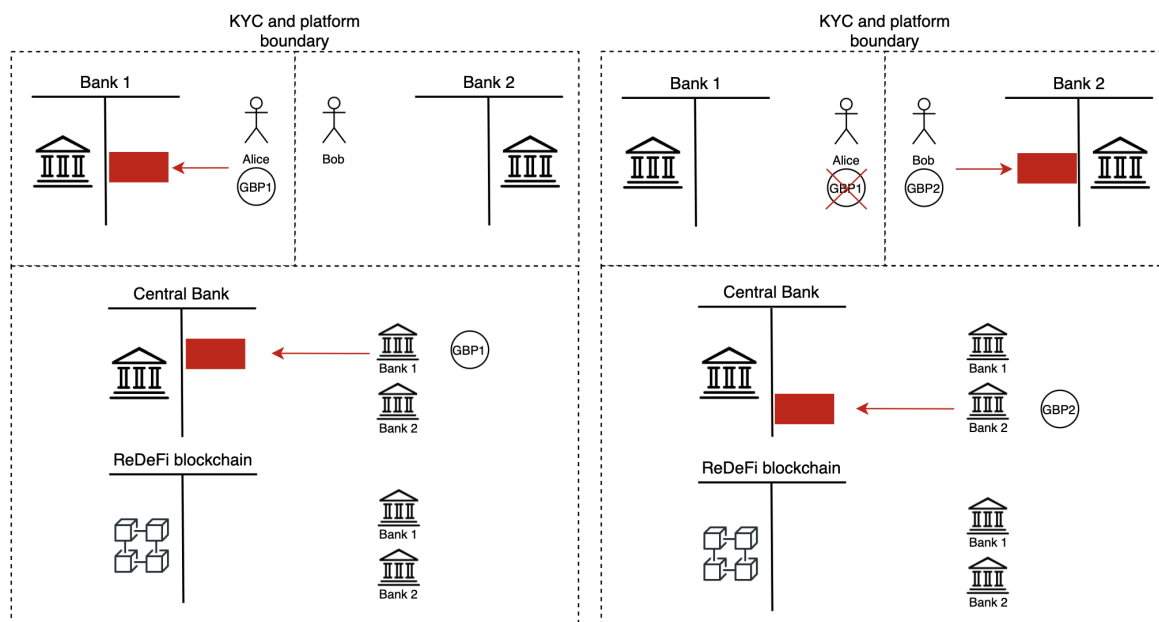 KYC and platform
boundary
Bank 1
Bank 2
Alice
Bob
GBP1
Central Bank
GBP1
Bank 1
Bank 2
ReDeFi blockchain
Bank 1
Bank 2
KYC and platform
boundary
Bank 1
Bank 2
Alice
Bob
GBP1
GBP2
Central Bank
Bank 1
Bank 2
GBP2
ReDeFi blockchain
Bank 1
Bank 2